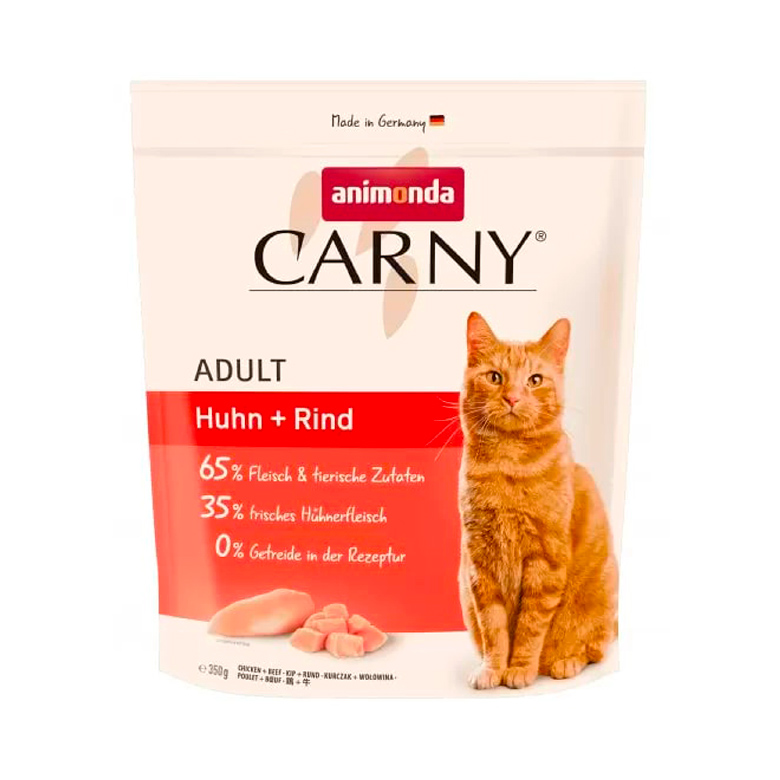 Made in Germany
animonda
CARNY®
ADULT
Huhn + Rind
65% Fleisch & tierische Zutaten
35% frisches Hühnerfleisch
0% Getreide in der Rezeptur
℮ 350g
CHICKEN + BEEF · KIP + RUND · KURCZAK + WOŁOWINA ·
POULET + BŒUF · 鶏 + 牛